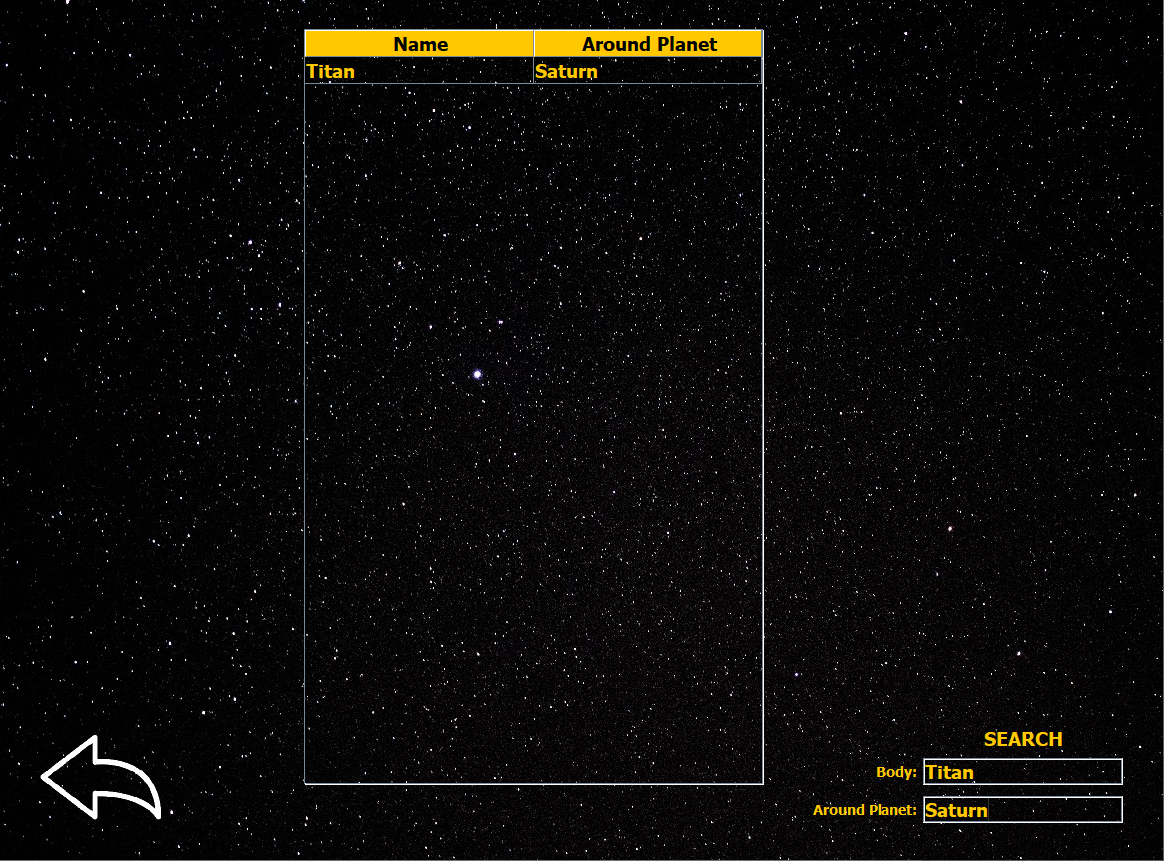 Name Around Planet
Titan Saturn
SEARCH
Body: Titan
Around Planet: Saturn